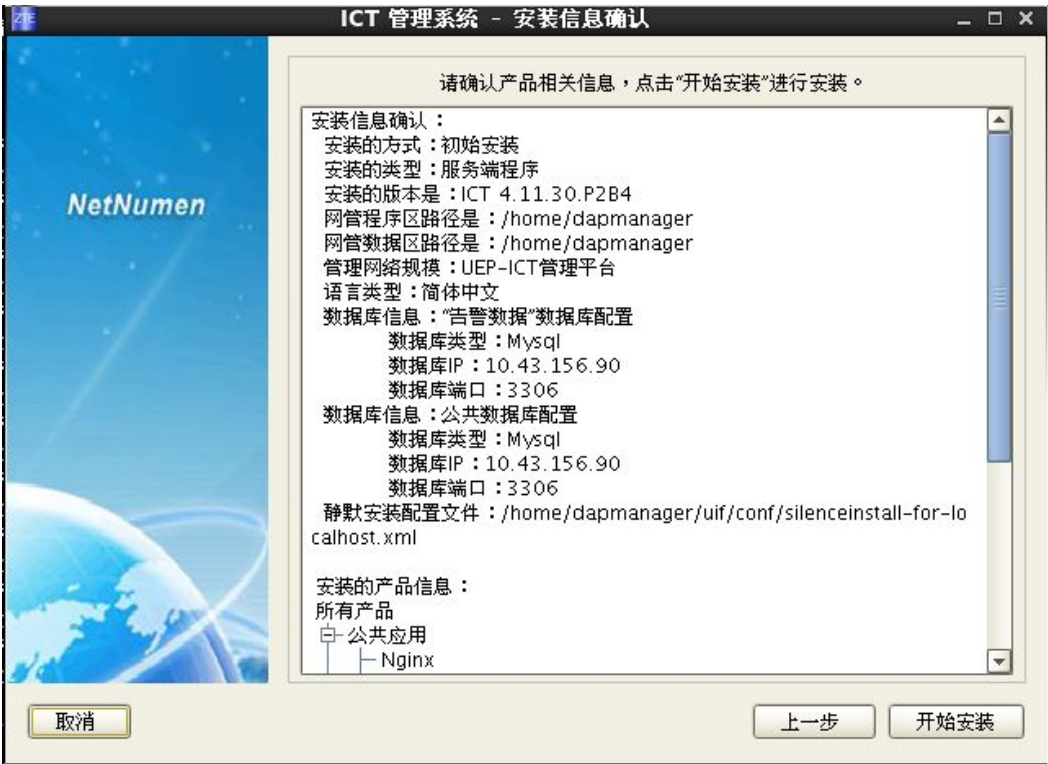 ZTE
ICT 管理系统 - 安装信息确认
NetNumen
请确认产品相关信息，点击“开始安装”进行安装。
安装信息确认：
安装的方式：初始安装
安装的类型：服务端程序
安装的版本是：ICT 4.11.30.P2B4
网管程序区路径是：/home/dapmanager
网管数据区路径是：/home/dapmanager
管理网络规模：UEP-ICT管理平台
语言类型：简体中文
数据库信息：“告警数据”数据库配置
数据库类型：Mysql
数据库IP：10.43.156.90
数据库端口：3306
数据库信息：公共数据库配置
数据库类型：Mysql
数据库IP：10.43.156.90
数据库端口：3306
静默安装配置文件：/home/dapmanager/uif/conf/silenceinstall-for-lo
calhost.xml
安装的产品信息：
所有产品
公共应用
Nginx
取消
上一步
开始安装